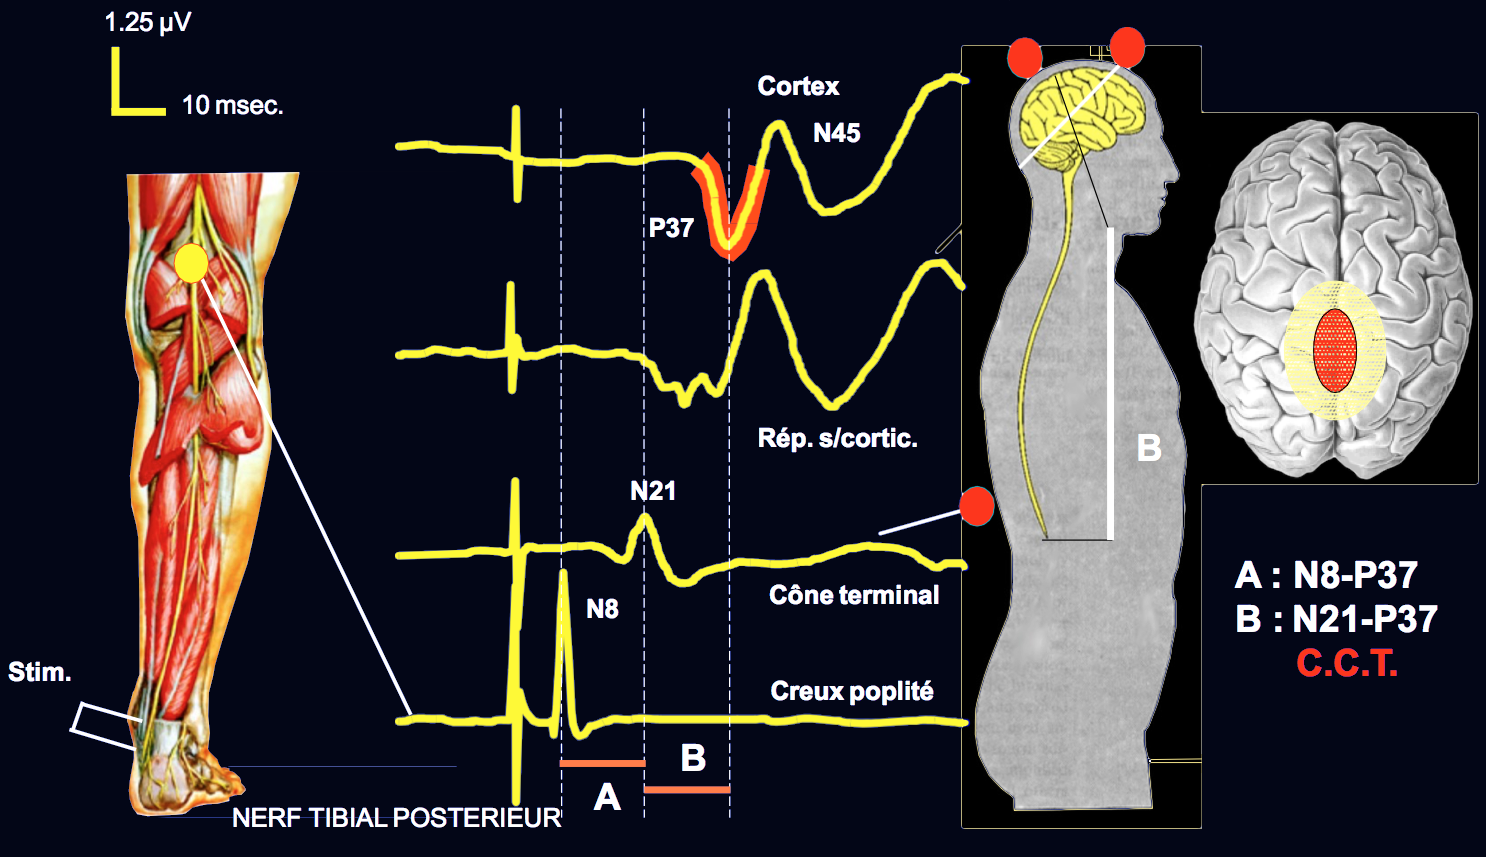 1.25 µV
10 msec.
Cortex
N45
P37
Rép. s/cortic.
N21
B
Cône terminal
N8
A : N8-P37
B : N21-P37
C.C.T.
Stim.
Creux poplité
B
A
NERF TIBIAL POSTERIEUR